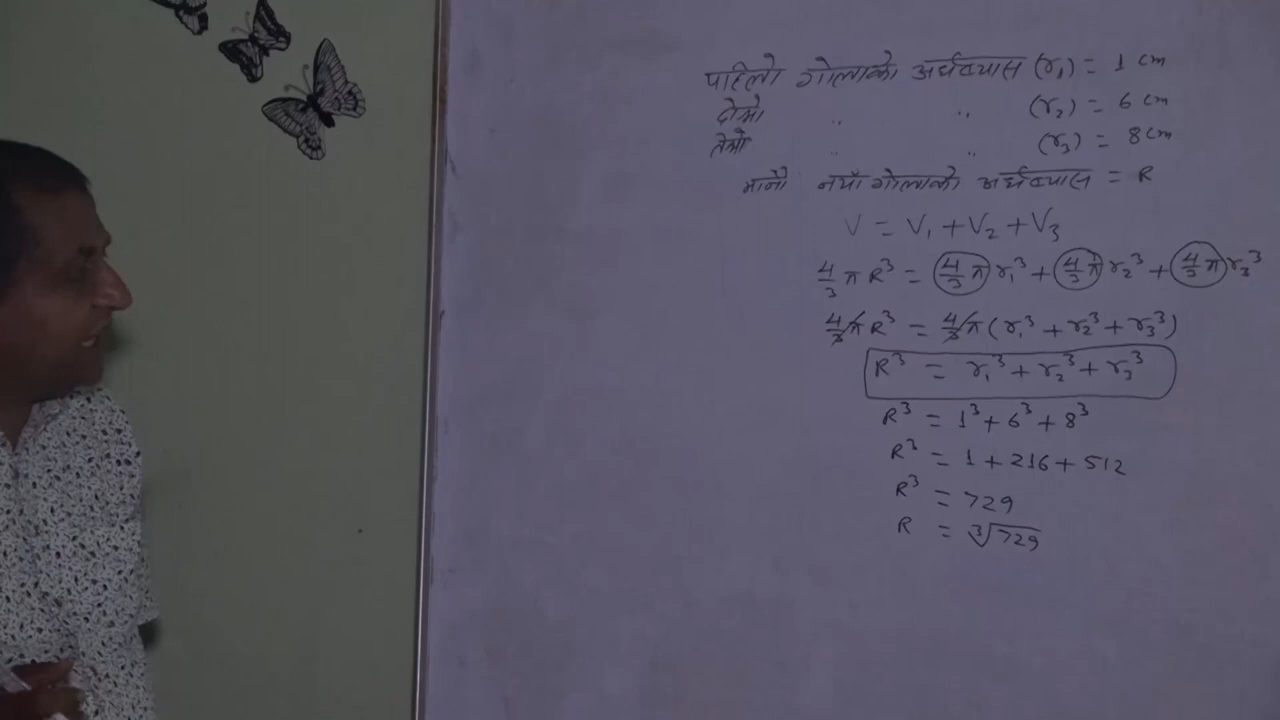 पहिलो गोलाको अर्धव्यास (r₁) = 1 cm
दोस्रो ,, ,, (r₂) = 6 cm
तेस्रो ,, ,, (r₃) = 8 cm
मानौ नयाँ गोलाको अर्धव्यास = R
V = V₁ + V₂ + V₃
4/3 π R³ = 4/3 π r₁³ + 4/3 π r₂³ + 4/3 π r₃³
4/3 π R³ = 4/3 π (r₁³ + r₂³ + r₃³)
R³ = r₁³ + r₂³ + r₃³
R³ = 1³ + 6³ + 8³
R³ = 1 + 216 + 512
R³ = 729
R = ∛729